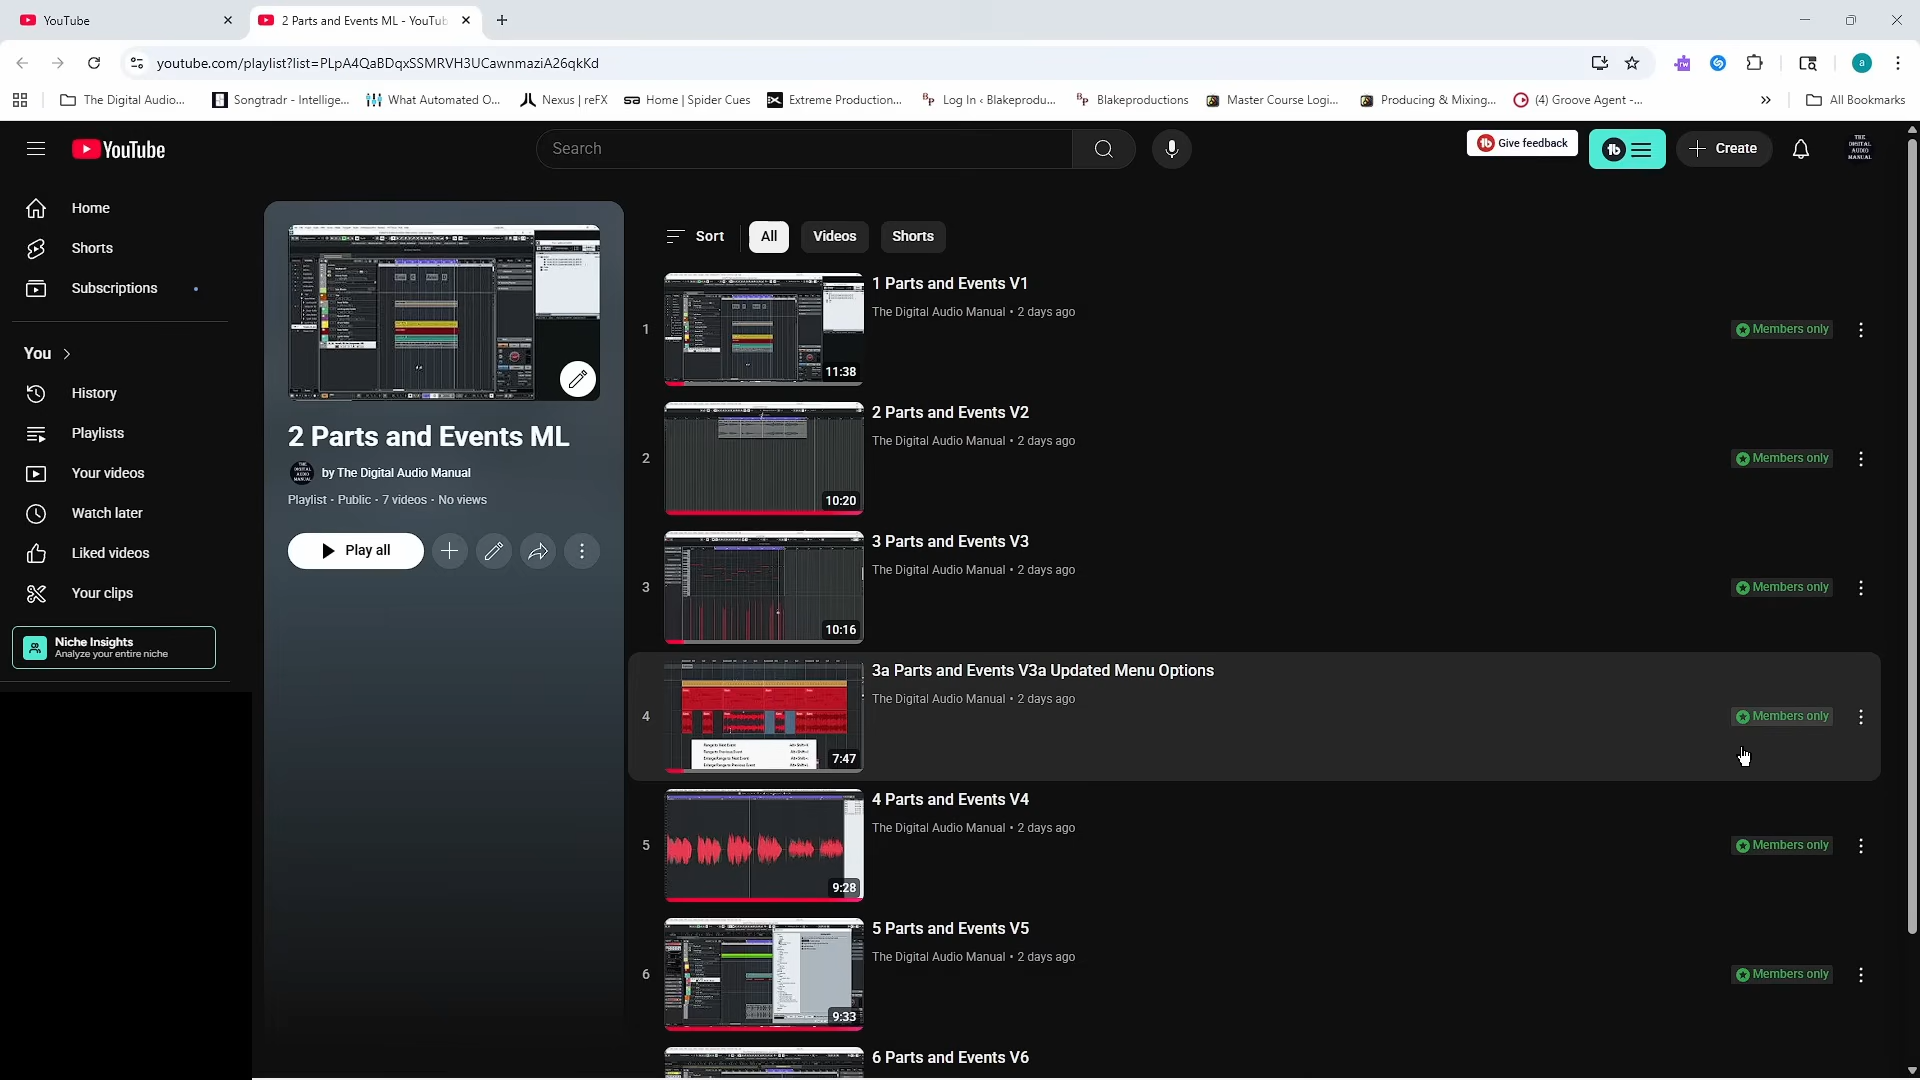 YouTube
2 Parts and Events ML - YouTub
youtube.com/playlist?list=PLpA4QaBDqxSSMRVH3UCawnmaziA26qkKd
a
The Digital Audio...
Songtradr - Intellige...
What Automated O...
Nexus | reFX
Home | Spider Cues
Extreme Production...
Log In ‹ Blakeprodu...
Blakeproductions
Master Course Logi...
Producing & Mixing...
(4) Groove Agent -...
»
All Bookmarks
YouTube
Search
Give feedback
Create
THE DIGITAL AUDIO MANUAL
Home
Shorts
Subscriptions
You
History
Playlists
Your videos
Watch later
Liked videos
Your clips
Niche Insights
Analyze your entire niche
2 Parts and Events ML
by The Digital Audio Manual
Playlist • Public • 7 videos • No views
Play all
Sort
All
Videos
Shorts
1
11:38
1 Parts and Events V1
The Digital Audio Manual • 2 days ago
Members only
2
10:20
2 Parts and Events V2
The Digital Audio Manual • 2 days ago
Members only
3
10:16
3 Parts and Events V3
The Digital Audio Manual • 2 days ago
Members only
4
7:47
3a Parts and Events V3a Updated Menu Options
The Digital Audio Manual • 2 days ago
Members only
5
9:28
4 Parts and Events V4
The Digital Audio Manual • 2 days ago
Members only
6
9:33
5 Parts and Events V5
The Digital Audio Manual • 2 days ago
Members only
6 Parts and Events V6